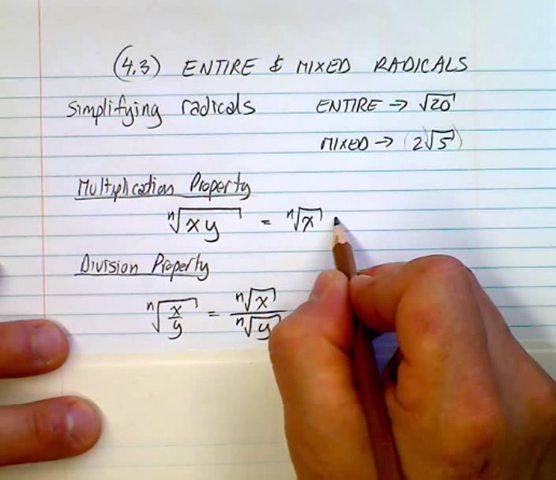 (4.3) ENTIRE & MIXED RADICALS
Simplifying radicals ENTIRE → √20
MIXED → (2√5)
Multiplication Property
ⁿ√xy = ⁿ√x ·
Division Property
ⁿ√x/y = ⁿ√x/ⁿ√y